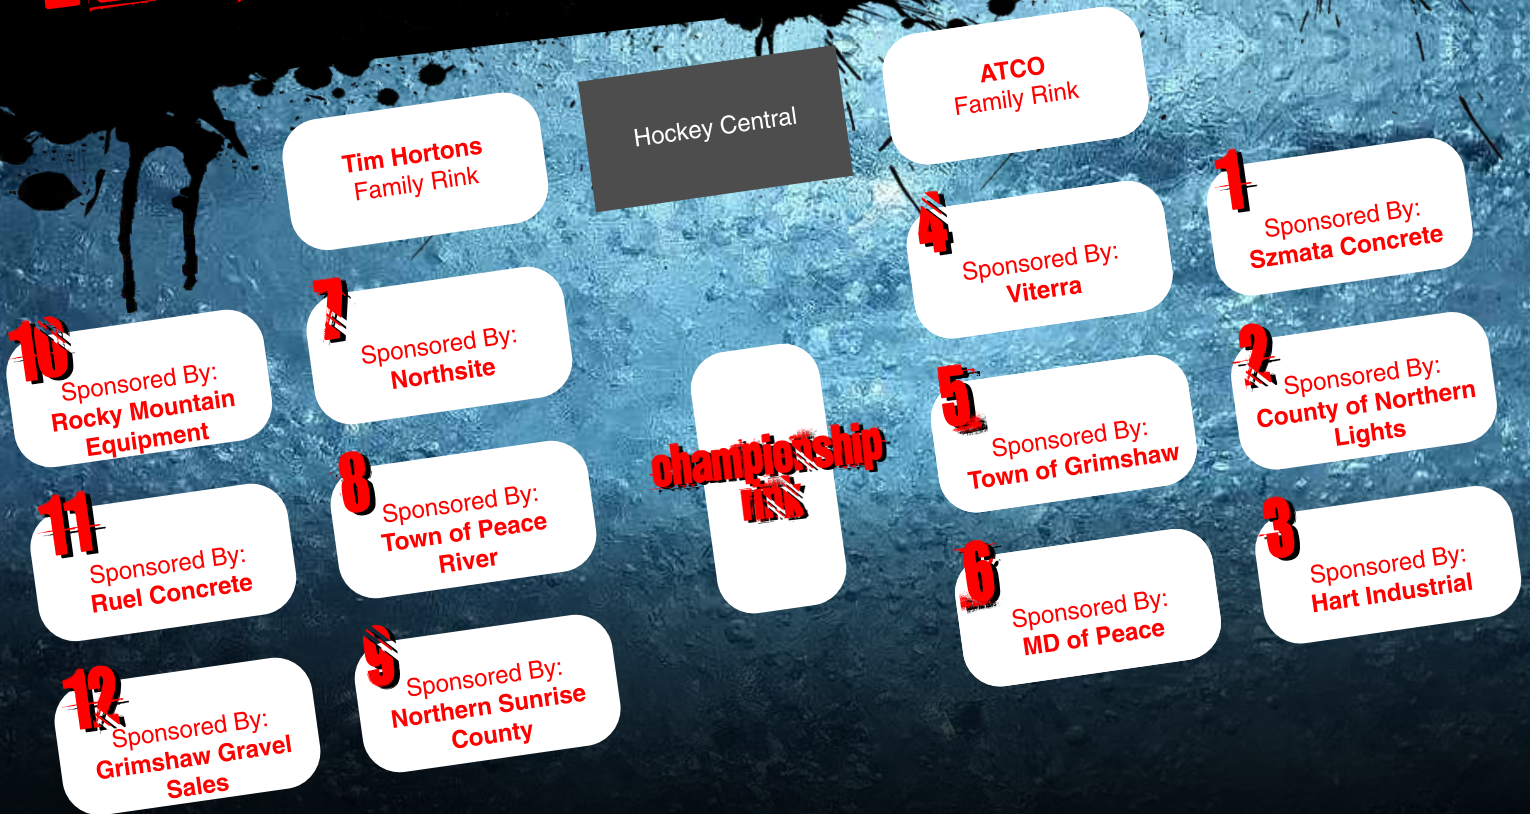 ATCO
Family Rink
Hockey Central
Tim Hortons
Family Rink
1
Sponsored By:
Szmata Concrete
4
Sponsored By:
Viterra
7
Sponsored By:
Northsite
10
Sponsored By:
Rocky Mountain
Equipment
2
Sponsored By:
County of Northern
Lights
5
Sponsored By:
Town of Grimshaw
championship
rink
8
Sponsored By:
Town of Peace
River
11
Sponsored By:
Ruel Concrete
3
Sponsored By:
Hart Industrial
6
Sponsored By:
MD of Peace
9
Sponsored By:
Northern Sunrise
County
12
Sponsored By:
Grimshaw Gravel
Sales